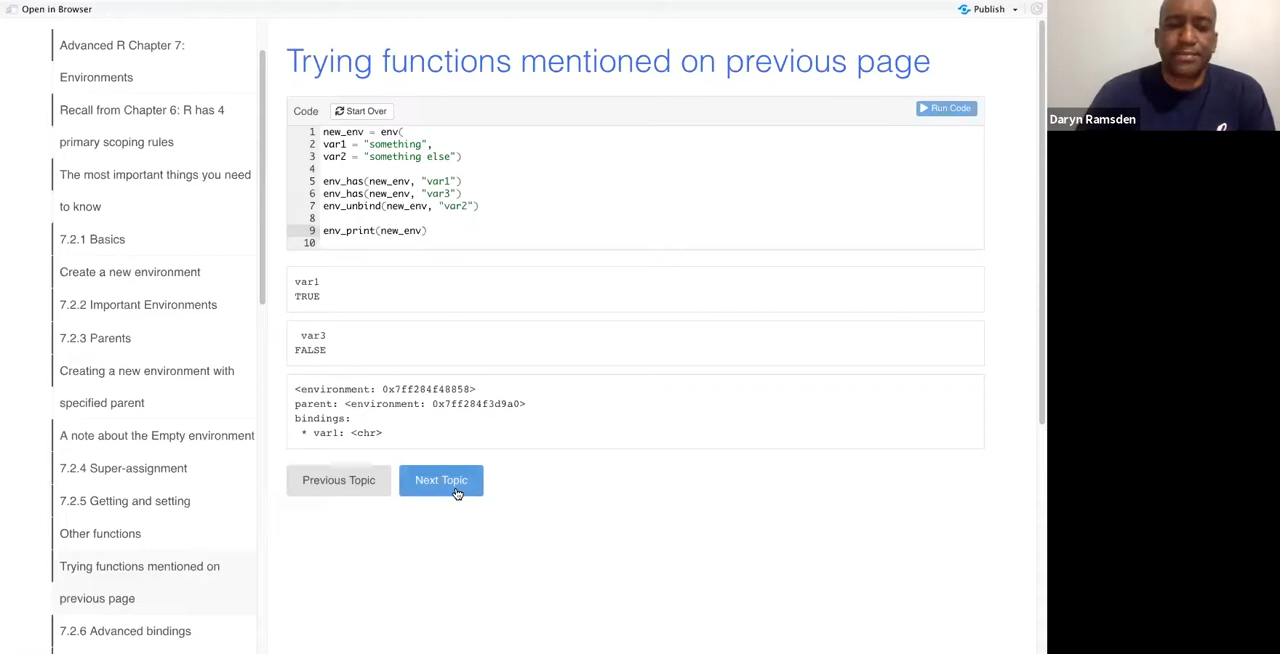 Open in Browser
Publish
Advanced R Chapter 7:
Environments
Recall from Chapter 6: R has 4
primary scoping rules
The most important things you need
to know
7.2.1 Basics
Create a new environment
7.2.2 Important Environments
7.2.3 Parents
Creating a new environment with
specified parent
A note about the Empty environment
7.2.4 Super-assignment
7.2.5 Getting and setting
Other functions
Trying functions mentioned on
previous page
7.2.6 Advanced bindings
Trying functions mentioned on previous page
Code Start Over Run Code
1 new_env = env(
2 var1 = "something",
3 var2 = "something else")
4
5 env_has(new_env, "var1")
6 env_has(new_env, "var3")
7 env_unbind(new_env, "var2")
8
9 env_print(new_env)
10
var1
TRUE
var3
FALSE
<environment: 0x7ff284f48858>
parent: <environment: 0x7ff284f3d9a0>
bindings:
* var1: <chr>
Previous Topic Next Topic
Daryn Ramsden